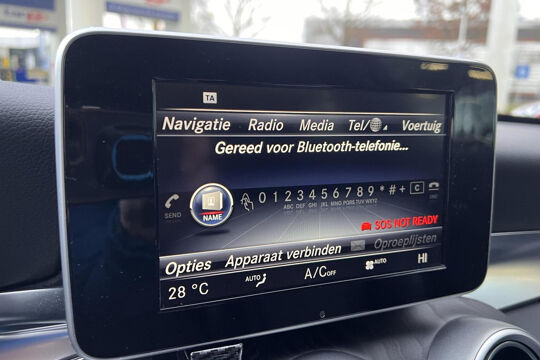 TA
Navigatie Radio Media Tel/ Voertuig
Gereed voor Bluetooth-telefonie...
SEND NAME 0 1 2 3 4 5 6 7 8 9 * # + C END
ABC DEF GHI JKL MNO PQRS TUV WXYZ
SOS NOT READY
Opties Apparaat verbinden Oproeplijsten
28 °C AUTO A/C OFF AUTO HI